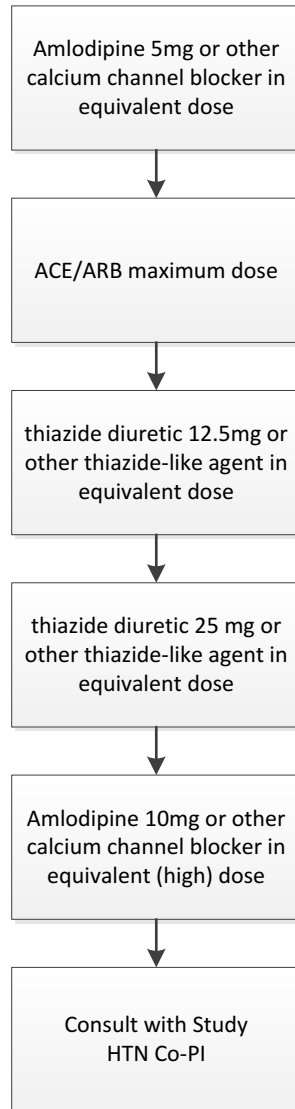 Amlodipine 5mg or other
calcium channel blocker in
equivalent dose
ACE/ARB maximum dose
thiazide diuretic 12.5mg or
other thiazide-like agent in
equivalent dose
thiazide diuretic 25 mg or
other thiazide-like agent in
equivalent dose
Amlodipine 10mg or other
calcium channel blocker in
equivalent (high) dose
Consult with Study
HTN Co-PI